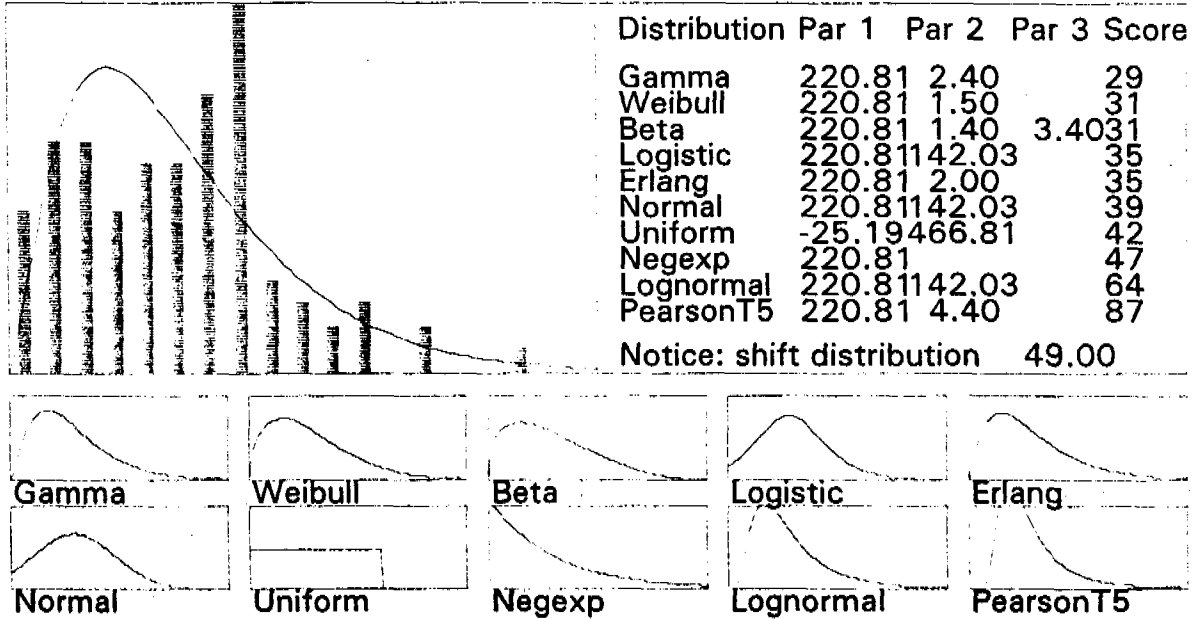 Distribution Par 1 Par 2 Par 3 Score
Gamma 220.81 2.40 29
Weibull 220.81 1.50 31
Beta 220.81 1.40 3.4031
Logistic 220.81142.03 35
Erlang 220.81 2.00 35
Normal 220.81142.03 39
Uniform -25.19466.81 42
Negexp 220.81 47
Lognormal 220.81142.03 64
PearsonT5 220.81 4.40 87
Notice: shift distribution 49.00
Gamma Weibull Beta Logistic Erlang
Normal Uniform Negexp Lognormal PearsonT5